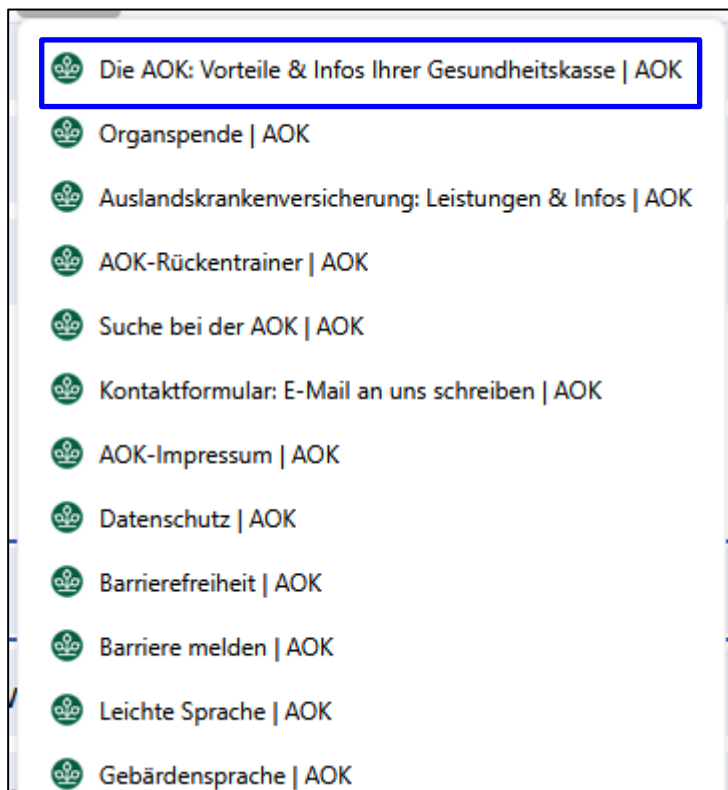 Die AOK: Vorteile & Infos Ihrer Gesundheitskasse | AOK
Organspende | AOK
Auslandskrankenversicherung: Leistungen & Infos | AOK
AOK-Rückentrainer | AOK
Suche bei der AOK | AOK
Kontaktformular: E-Mail an uns schreiben | AOK
AOK-Impressum | AOK
Datenschutz | AOK
Barrierefreiheit | AOK
Barriere melden | AOK
Leichte Sprache | AOK
Gebärdensprache | AOK